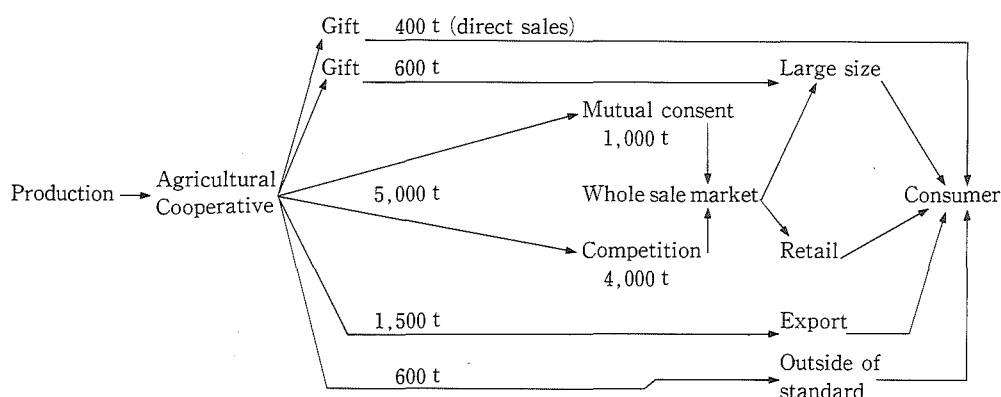 Gift 400 t (direct sales)
Gift 600 t
Large size
Mutual consent
1,000 t
Production
Agricultural
Cooperative
5,000 t
Whole sale market
Consumer
Competition
4,000 t
Retail
1,500 t
Export
600 t
Outside of
standard